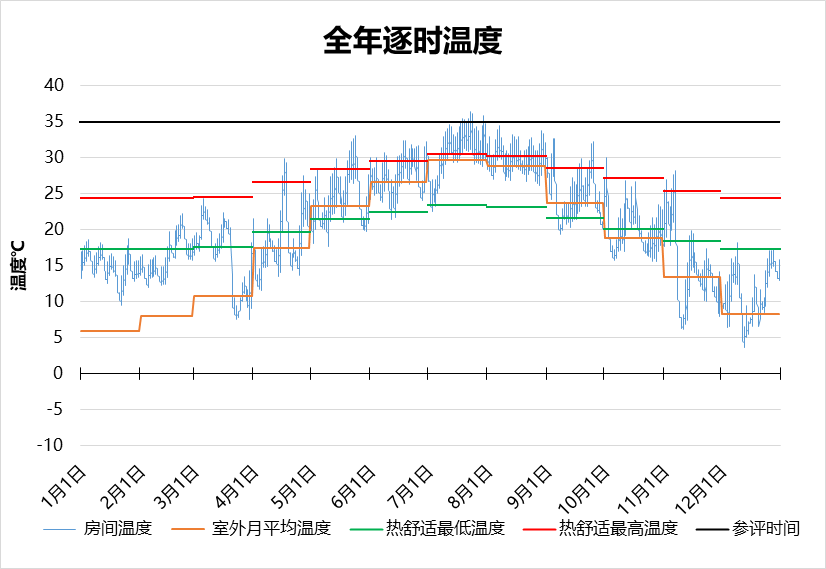 全年逐时温度
40
35
30
25
20
15
10
5
0
-5
-10
温度℃
1月1日
2月1日
3月1日
4月1日
5月1日
6月1日
7月1日
8月1日
9月1日
10月1日
11月1日
12月1日
房间温度 室外月平均温度 热舒适最低温度 热舒适最高温度 参评时间